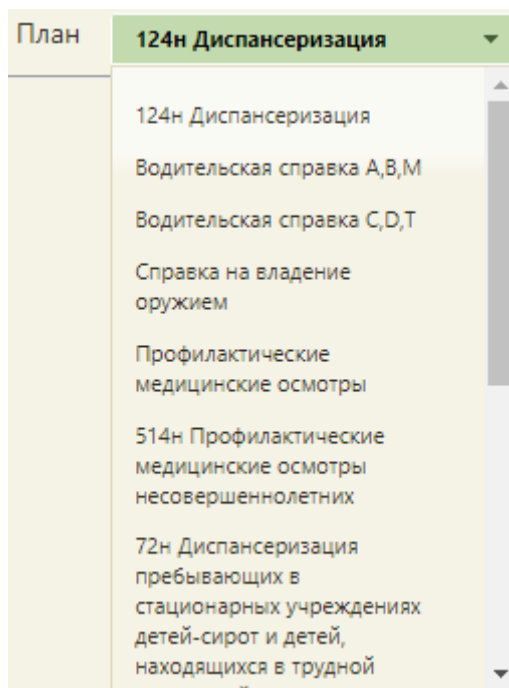 План
124н Диспансеризация
124н Диспансеризация
Водительская справка A,B,M
Водительская справка C,D,T
Справка на владение
оружием
Профилактические
медицинские осмотры
514н Профилактические
медицинские осмотры
несовершеннолетних
72н Диспансеризация
пребывающих в
стационарных учреждениях
детей-сирот и детей,
находящихся в трудной